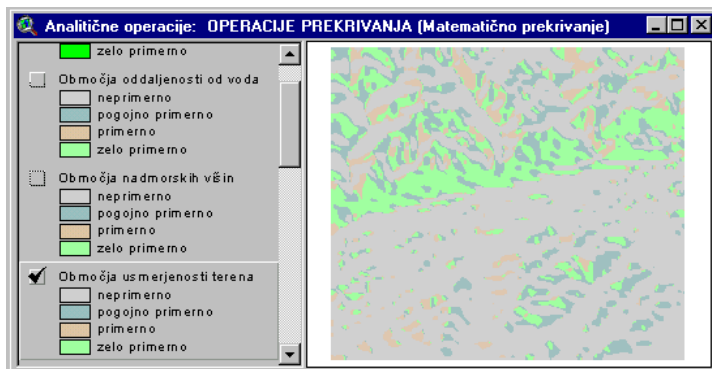 Analitične operacije: OPERACIJE PREKRIVANJA (Matematično prekrivanje)
zelo primerno
Območja oddaljenosti od voda
neprimerno
pogojno primerno
primerno
zelo primerno
Območja nadmorskih višin
neprimerno
pogojno primerno
primerno
zelo primerno
Območja usmerjenosti terena
neprimerno
pogojno primerno
primerno
zelo primerno